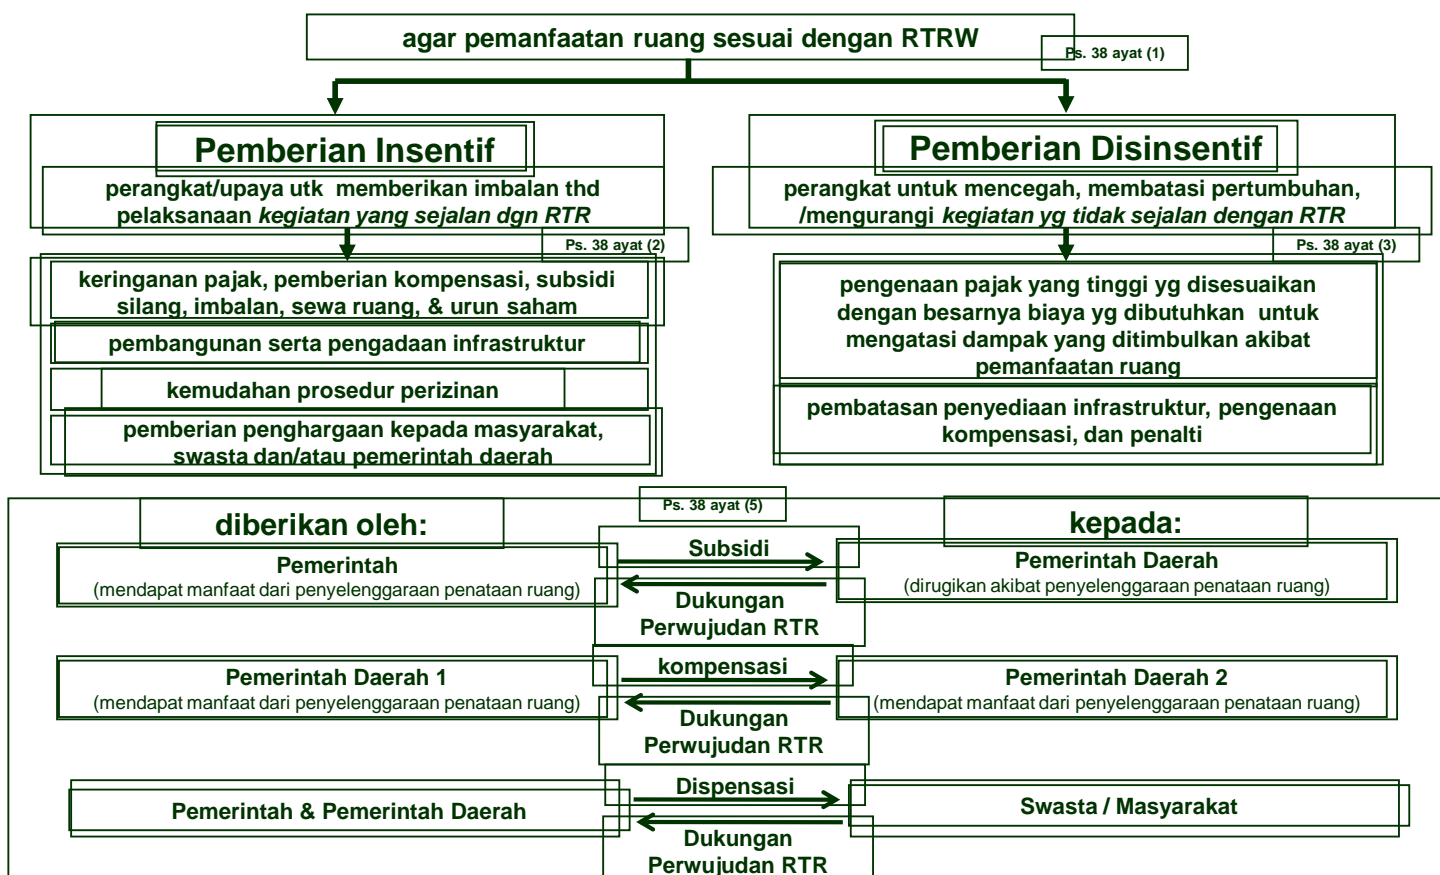 agar pemanfaatan ruang sesuai dengan RTRW
Ps. 38 ayat (1)
Pemberian Insentif
perangkat/upaya utk memberikan imbalan thd
pelaksanaan kegiatan yang sejalan dgn RTR
Ps. 38 ayat (2)
keringanan pajak, pemberian kompensasi, subsidi
silang, imbalan, sewa ruang, & urun saham
pembangunan serta pengadaan infrastruktur
kemudahan prosedur perizinan
pemberian penghargaan kepada masyarakat,
swasta dan/atau pemerintah daerah
Pemberian Disinsentif
perangkat untuk mencegah, membatasi pertumbuhan,
/mengurangi kegiatan yg tidak sejalan dengan RTR
Ps. 38 ayat (3)
pengenaan pajak yang tinggi yg disesuaikan
dengan besarnya biaya yg dibutuhkan untuk
mengatasi dampak yang ditimbulkan akibat
pemanfaatan ruang
pembatasan penyediaan infrastruktur, pengenaan
kompensasi, dan penalti
Ps. 38 ayat (5)
diberikan oleh:
kepada:
Pemerintah
(mendapat manfaat dari penyelenggaraan penataan ruang)
Subsidi
Dukungan
Perwujudan RTR
Pemerintah Daerah
(dirugikan akibat penyelenggaraan penataan ruang)
Pemerintah Daerah 1
(mendapat manfaat dari penyelenggaraan penataan ruang)
kompensasi
Dukungan
Perwujudan RTR
Pemerintah Daerah 2
(mendapat manfaat dari penyelenggaraan penataan ruang)
Pemerintah & Pemerintah Daerah
Dispensasi
Dukungan
Perwujudan RTR
Swasta / Masyarakat